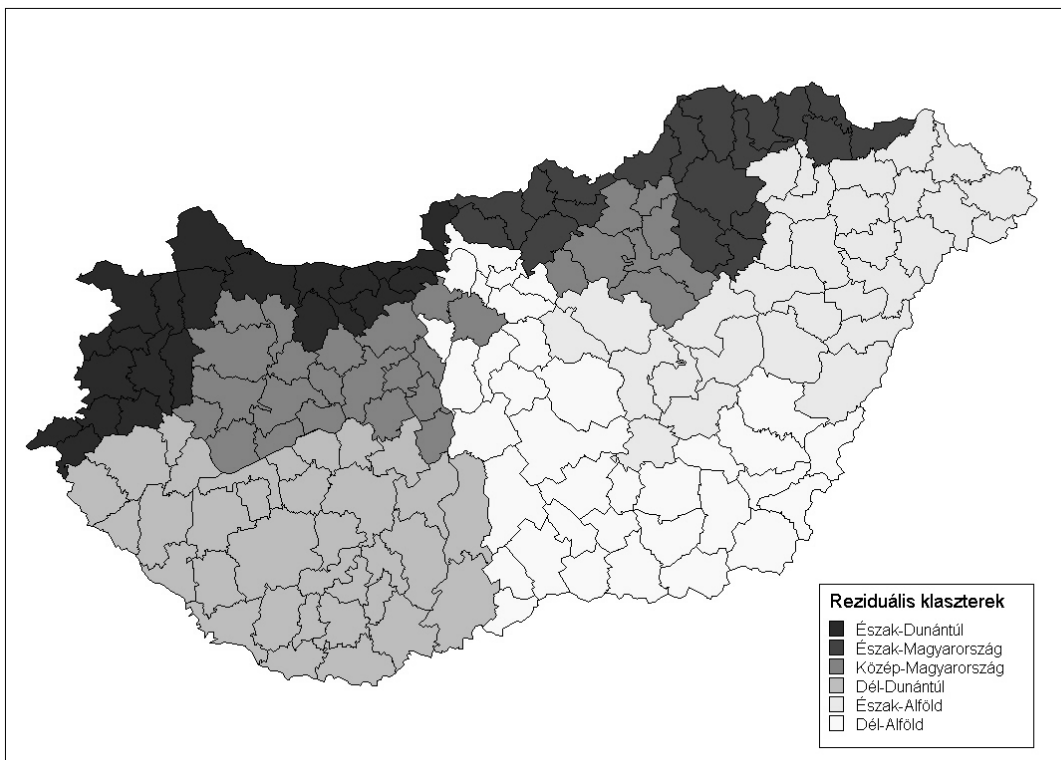 Reziduális klaszterek
Észak-Dunántúl
Észak-Magyarország
Közép-Magyarország
Dél-Dunántúl
Észak-Alföld
Dél-Alföld